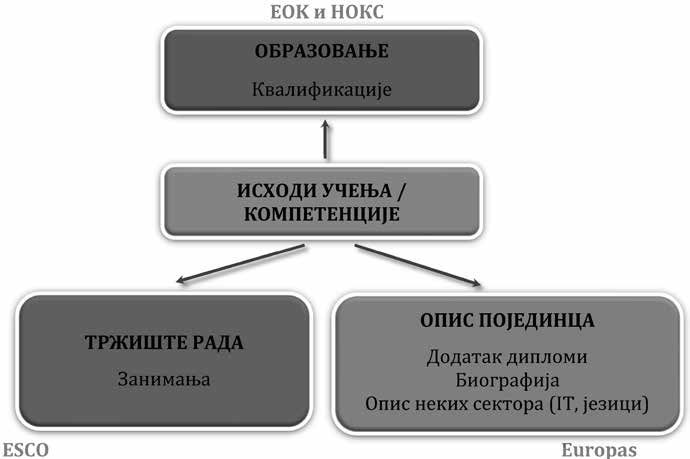 ЕОК и НОКС
ОБРАЗОВАЊЕ
Квалификације
ИСХОДИ УЧЕЊА /
КОМПЕТЕНЦИЈЕ
ТРЖИШТЕ РАДА
Занимања
ОПИС ПОЈЕДИНЦА
Додатак дипломи
Биографија
Опис неких сектора (IT, језици)
ESCO
Europas